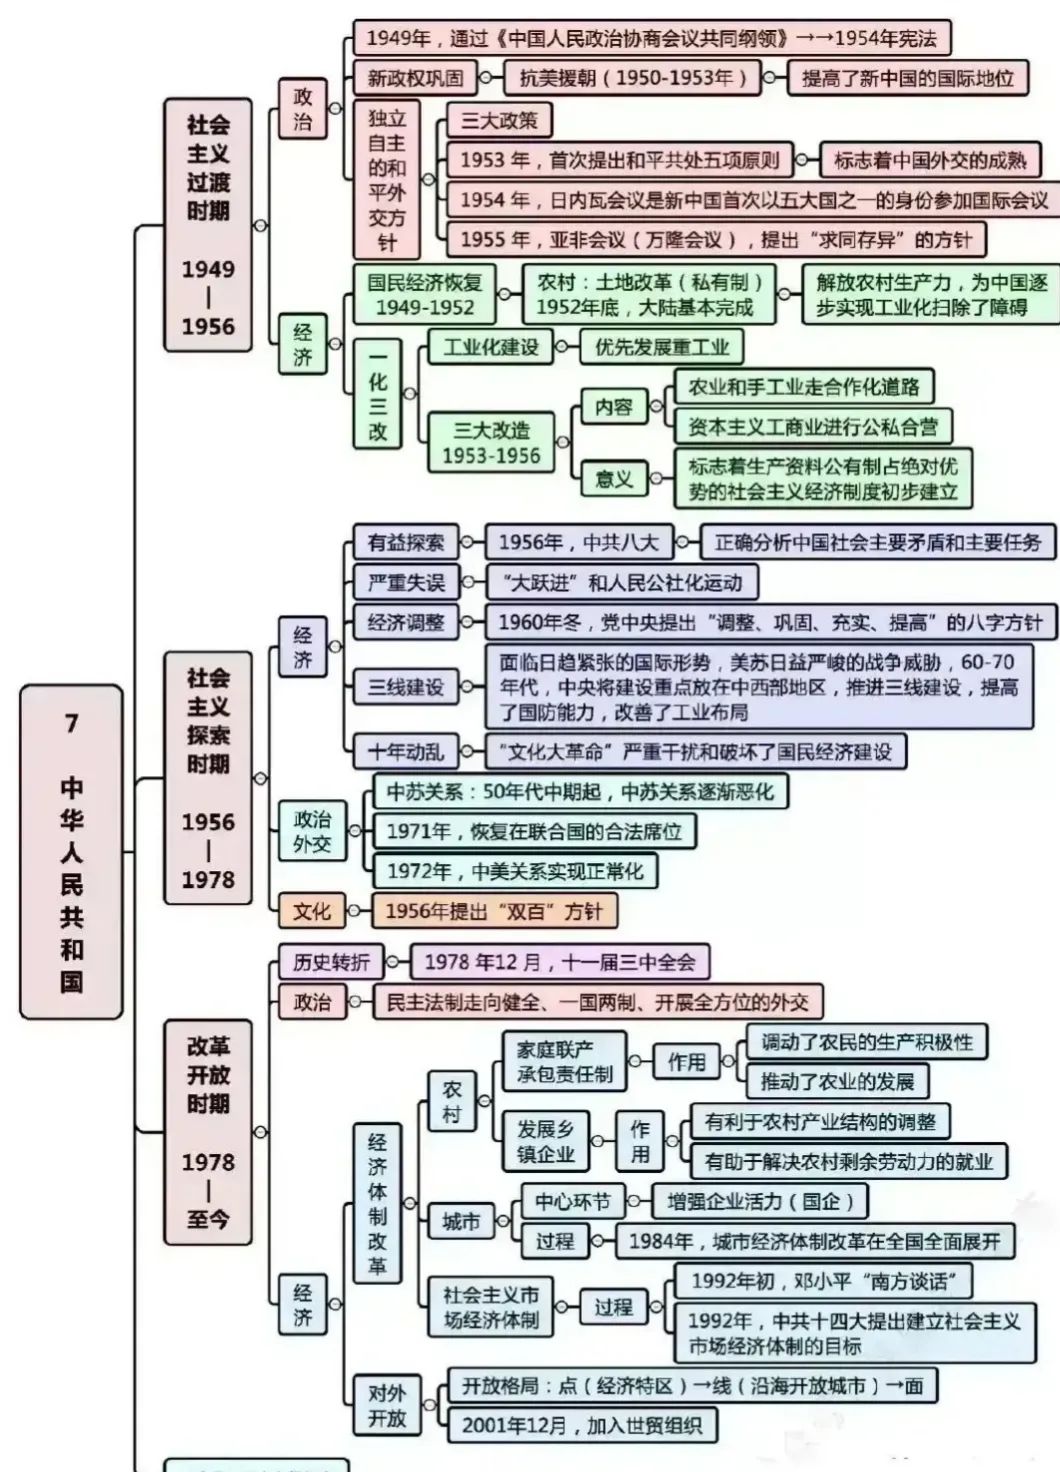 7
中华人民共和国
社会
主义
过渡
时期
1949
|
1956
政治
1949年，通过《中国人民政治协商会议共同纲领》→→1954年宪法
新政权巩固
抗美援朝（1950-1953年）
提高了新中国的国际地位
独立
自主
的和
平外
交方
针
三大政策
1953 年，首次提出和平共处五项原则
标志着中国外交的成熟
1954 年，日内瓦会议是新中国首次以五大国之一的身份参加国际会议
1955 年，亚非会议（万隆会议），提出“求同存异”的方针
经济
国民经济恢复
1949-1952
农村：土地改革（私有制）
1952年底，大陆基本完成
解放农村生产力，为中国逐
步实现工业化扫除了障碍
一化三改
工业化建设
优先发展重工业
三大改造
1953-1956
内容
农业和手工业走合作化道路
资本主义工商业进行公私合营
意义
标志着生产资料公有制占绝对优
势的社会主义经济制度初步建立
社会
主义
探索
时期
1956
|
1978
经济
有益探索
1956年，中共八大
正确分析中国社会主要矛盾和主要任务
严重失误
“大跃进”和人民公社化运动
经济调整
1960年冬，党中央提出“调整、巩固、充实、提高”的八字方针
三线建设
面临日趋紧张的国际形势，美苏日益严峻的战争威胁，60-70
年代，中央将建设重点放在中西部地区，推进三线建设，提高
了国防能力，改善了工业布局
十年动乱
“文化大革命”严重干扰和破坏了国民经济建设
政治
外交
中苏关系：50年代中期起，中苏关系逐渐恶化
1971年，恢复在联合国的合法席位
1972年，中美关系实现正常化
文化
1956年提出“双百”方针
改革
开放
时期
1978
|
至今
历史转折
1978 年12 月，十一届三中全会
政治
民主法制走向健全、一国两制、开展全方位的外交
经济
经济体制改革
农村
家庭联产
承包责任制
作用
调动了农民的生产积极性
推动了农业的发展
发展乡
镇企业
作用
有利于农村产业结构的调整
有助于解决农村剩余劳动力的就业
城市
中心环节
增强企业活力（国企）
过程
1984年，城市经济体制改革在全国全面展开
社会主义市
场经济体制
过程
1992年初，邓小平“南方谈话”
1992年，中共十四大提出建立社会主义
市场经济体制的目标
对外
开放
开放格局：点（经济特区）→线（沿海开放城市）→面
2001年12月，加入世贸组织